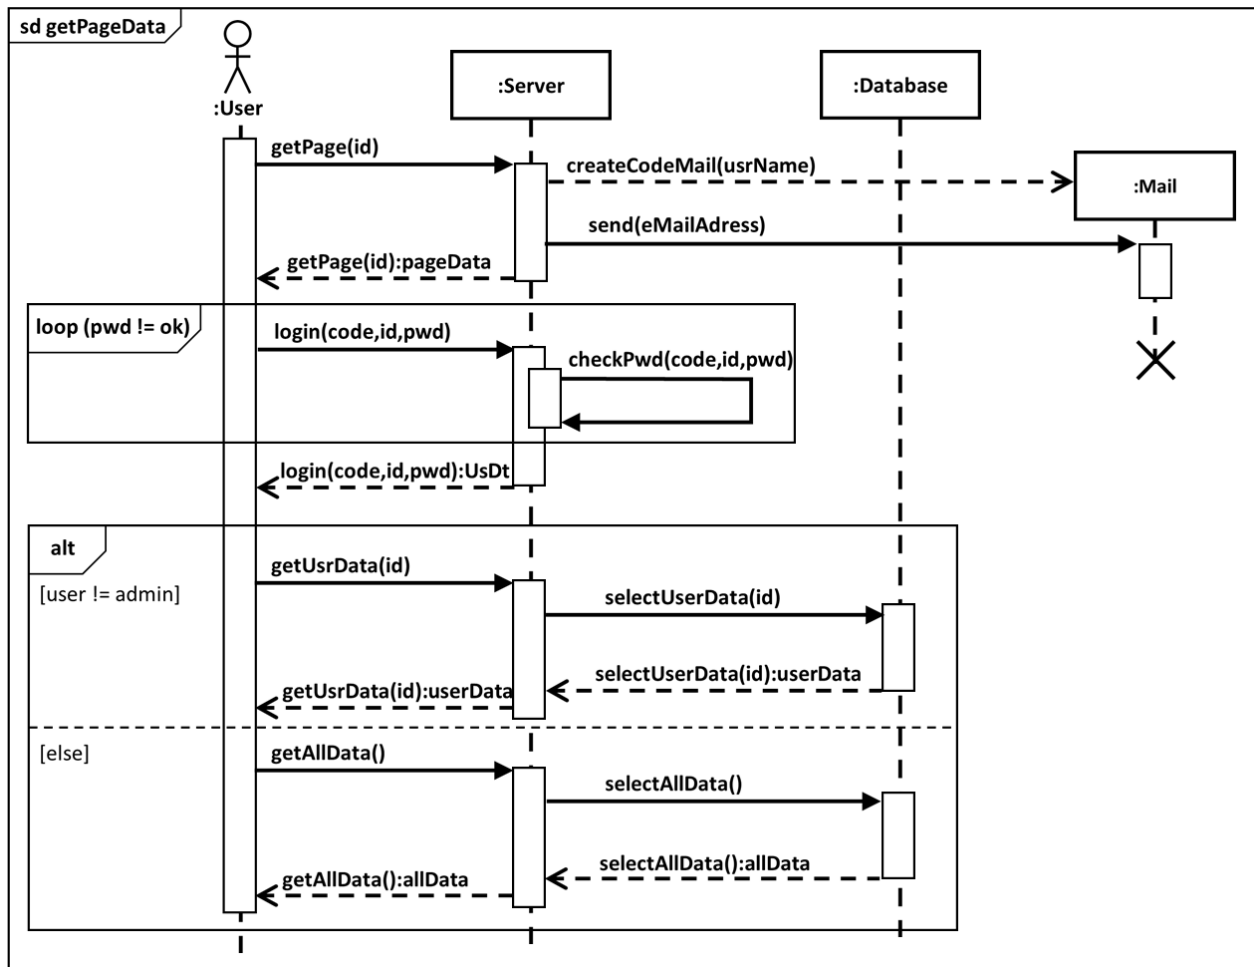 sd getPageData
:User
:Server
:Database
getPage(id)
createCodeMail(usrName)
:Mail
send(eMailAdress)
getPage(id):pageData
loop (pwd != ok)
login(code,id,pwd)
checkPwd(code,id,pwd)
login(code,id,pwd):UsDt
alt
getUsrData(id)
[user != admin]
selectUserData(id)
selectUserData(id):userData
getUsrData(id):userData
[else]
getAllData()
selectAllData()
selectAllData():allData
getAllData():allData